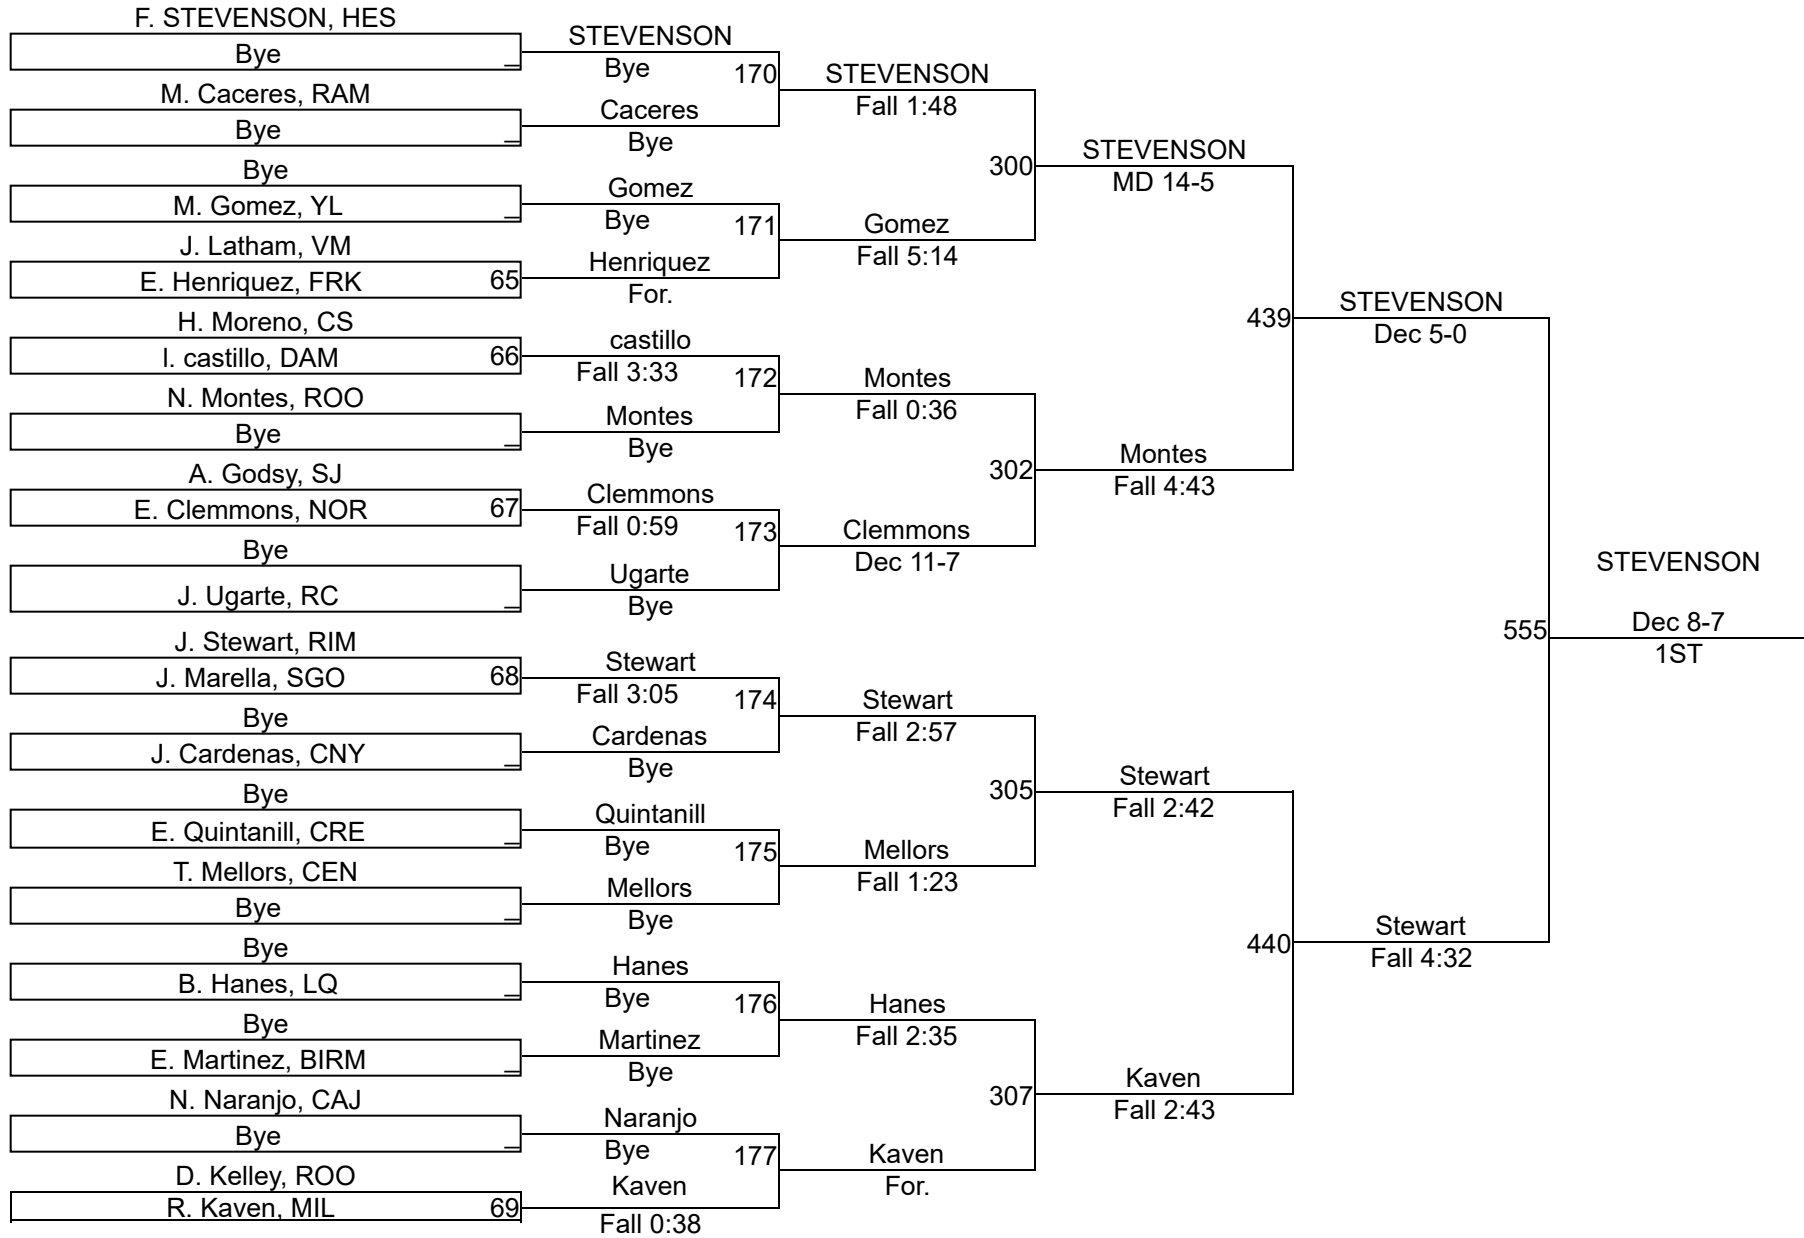 F. STEVENSON, HES
Bye _
M. Caceres, RAM
Bye _
Bye
M. Gomez, YL _
J. Latham, VM
E. Henriquez, FRK 65
H. Moreno, CS
I. castillo, DAM 66
N. Montes, ROO
Bye _
A. Godsy, SJ
E. Clemmons, NOR 67
Bye
J. Ugarte, RC _
J. Stewart, RIM
J. Marella, SGO 68
Bye
J. Cardenas, CNY _
Bye
E. Quintanill, CRE _
T. Mellors, CEN
Bye _
Bye
B. Hanes, LQ _
Bye
E. Martinez, BIRM _
N. Naranjo, CAJ
Bye _
D. Kelley, ROO
R. Kaven, MIL 69
STEVENSON
Bye 170
Caceres
Bye
Gomez
Bye 171
Henriquez
For.
castillo
Fall 3:33 172
Montes
Bye
Clemmons
Fall 0:59 173
Ugarte
Bye
Stewart
Fall 3:05 174
Cardenas
Bye
Quintanill
Bye 175
Mellors
Bye
Hanes
Bye 176
Martinez
Bye
Naranjo
Bye 177
Kaven
Fall 0:38
STEVENSON
Fall 1:48
300
Gomez
Fall 5:14
Montes
Fall 0:36
302
Clemmons
Dec 11-7
Stewart
Fall 2:57
305
Mellors
Fall 1:23
Hanes
Fall 2:35
307
Kaven
For.
STEVENSON
MD 14-5
439
Montes
Fall 4:43
Stewart
Fall 2:42
440
Kaven
Fall 2:43
STEVENSON
Dec 5-0
555
Stewart
Fall 4:32
STEVENSON
Dec 8-7
1ST